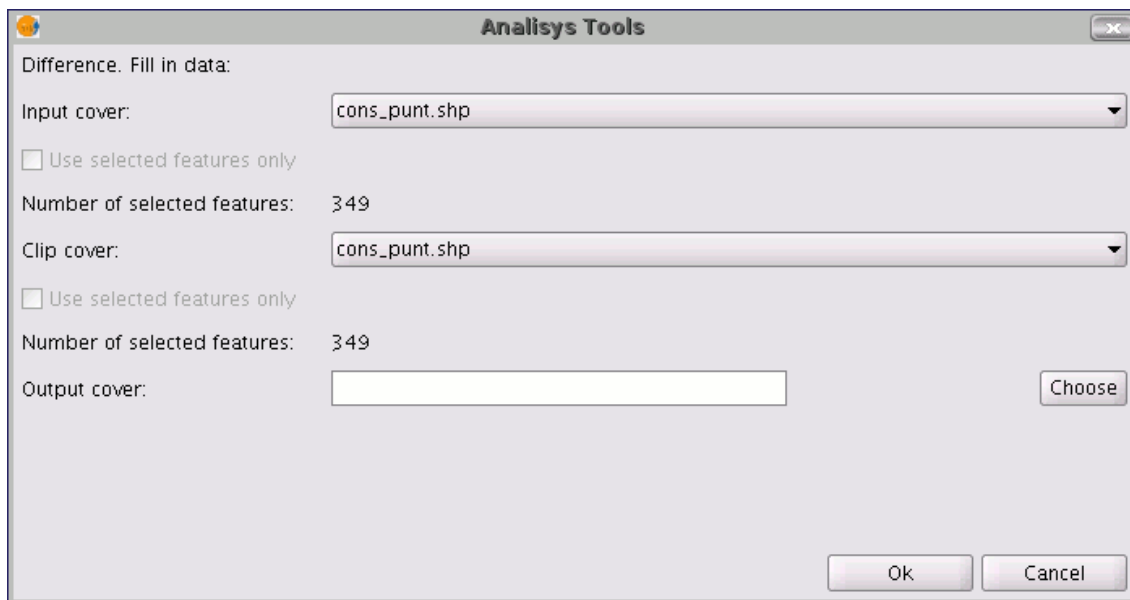 Analisys Tools
Difference. Fill in data:
Input cover: cons_punt.shp
Use selected features only
Number of selected features: 349
Clip cover: cons_punt.shp
Use selected features only
Number of selected features: 349
Output cover: Choose
Ok Cancel